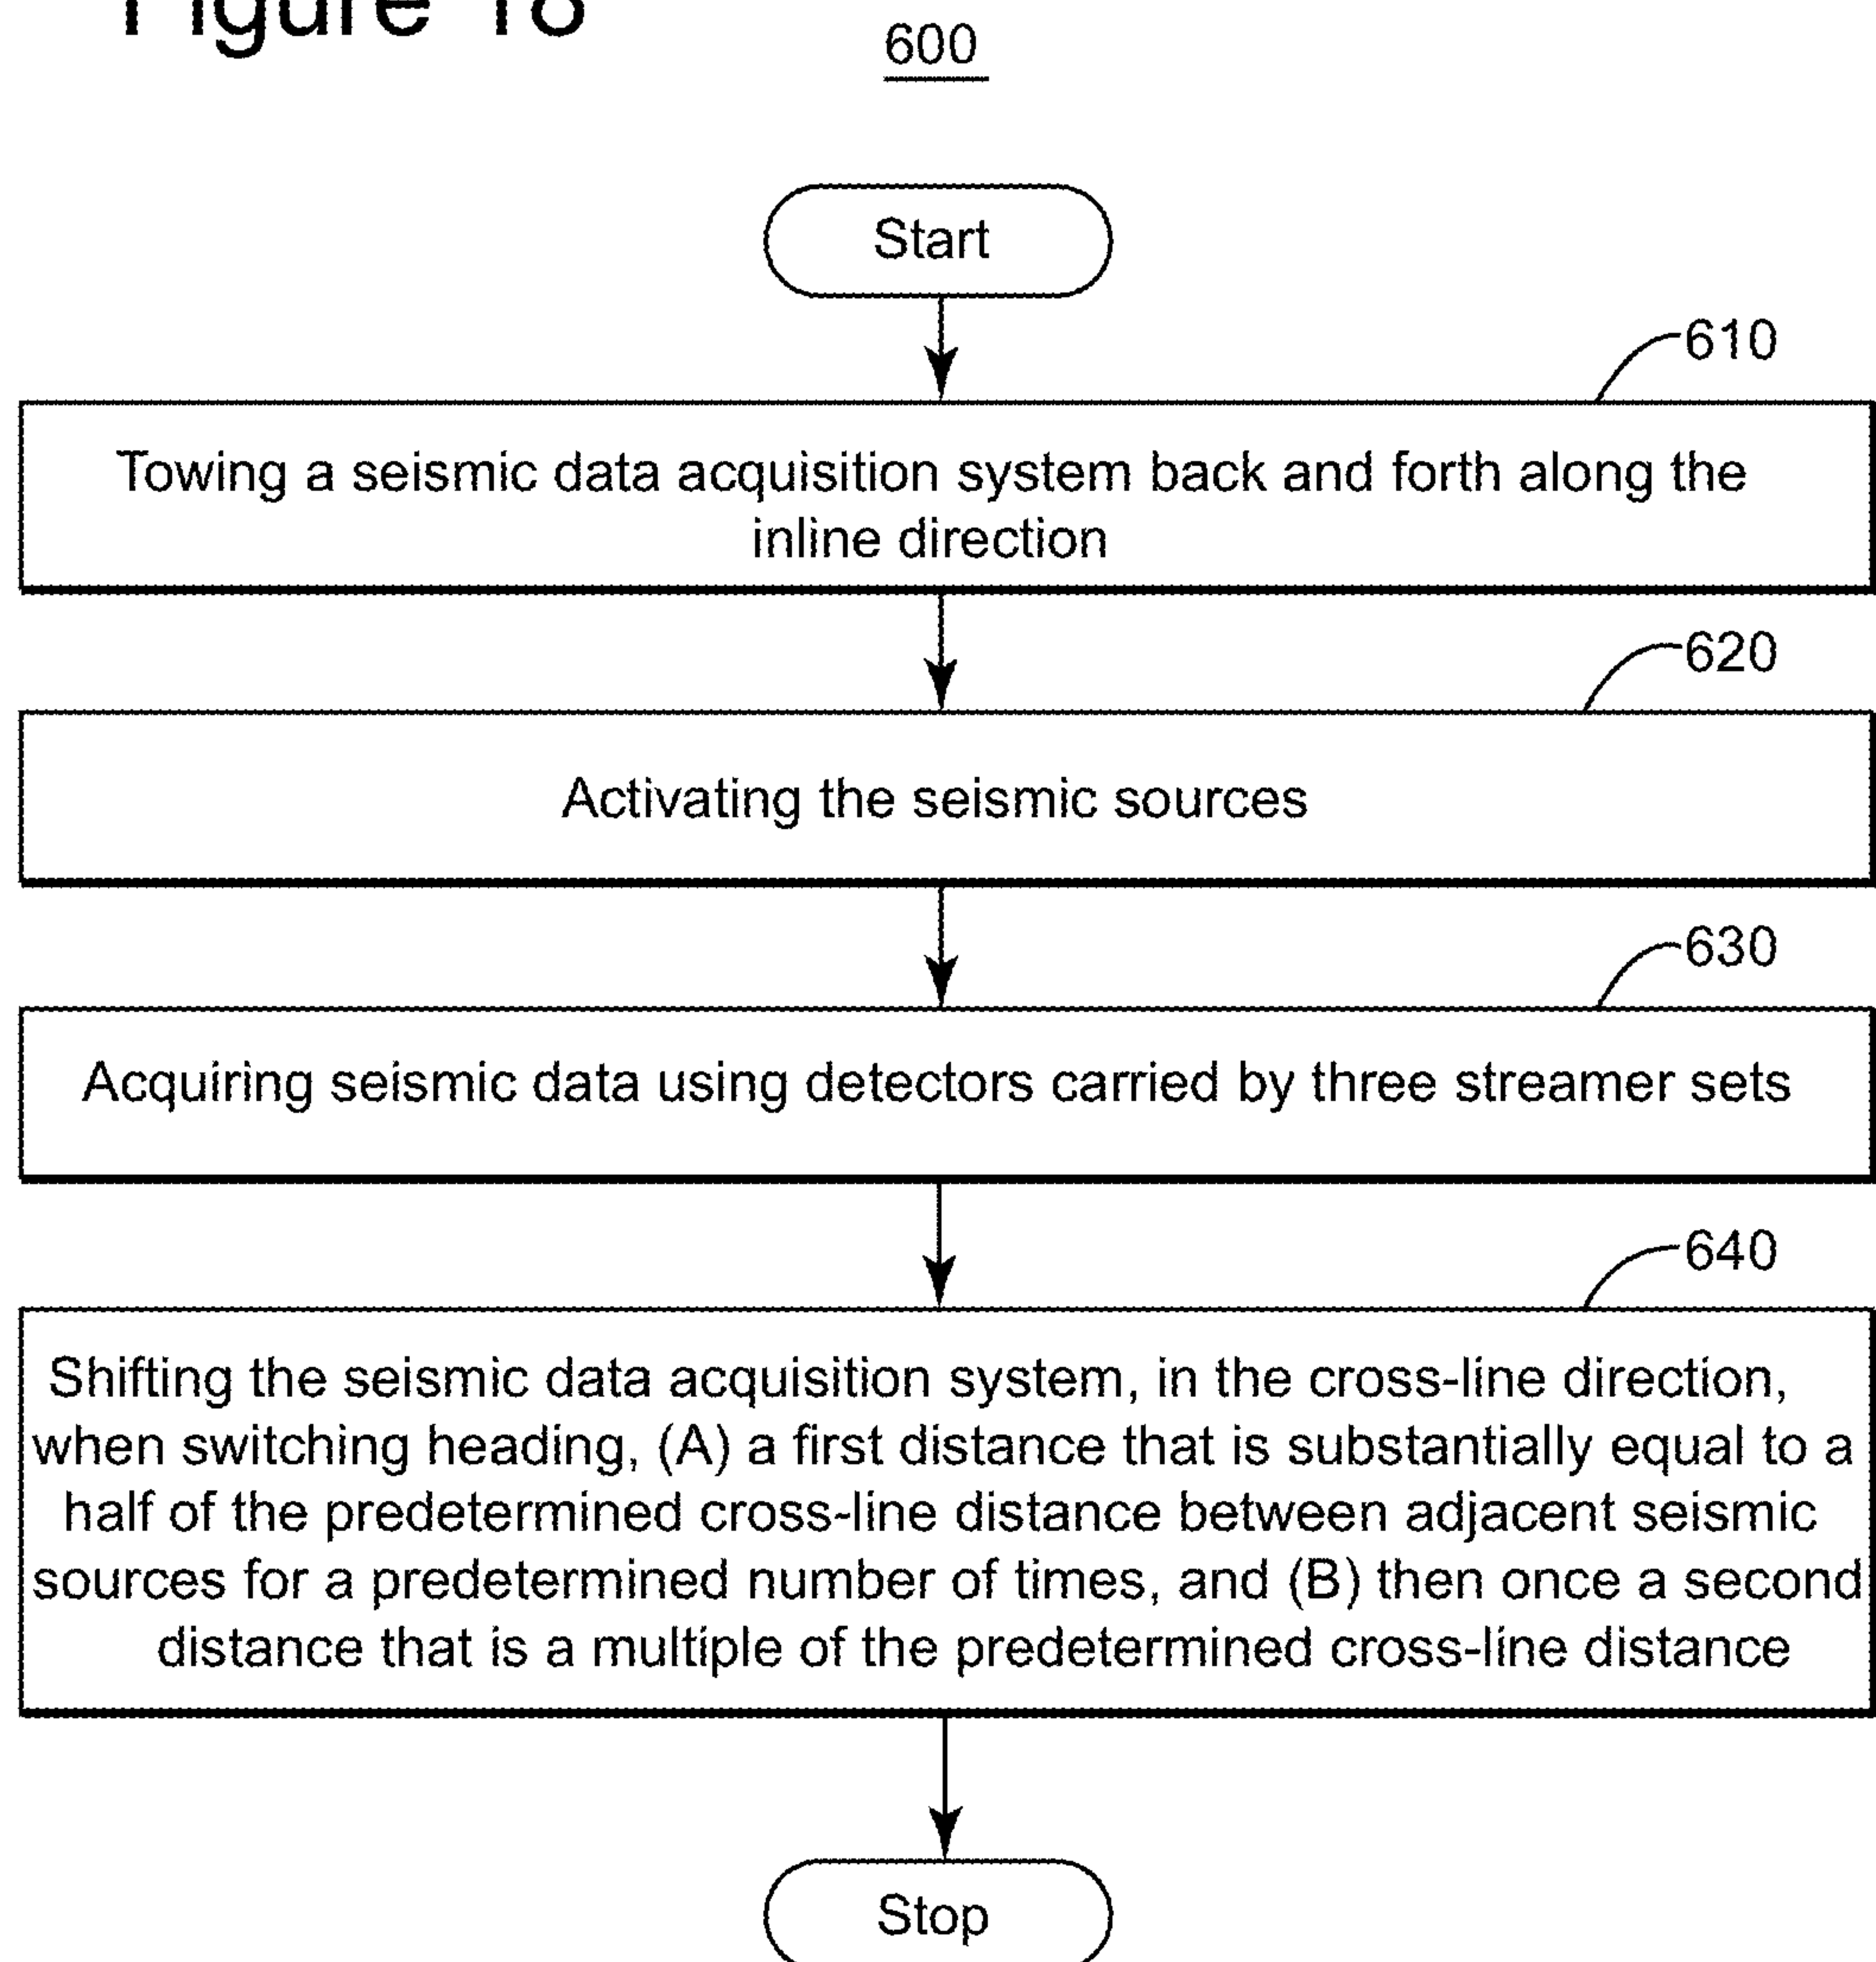 Figure 18
600
Start
610
Towing a seismic data acquisition system back and forth along the
inline direction
620
Activating the seismic sources
630
Acquiring seismic data using detectors carried by three streamer sets
640
Shifting the seismic data acquisition system, in the cross-line direction,
when switching heading, (A) a first distance that is substantially equal to a
half of the predetermined cross-line distance between adjacent seismic
sources for a predetermined number of times, and (B) then once a second
distance that is a multiple of the predetermined cross-line distance
Stop